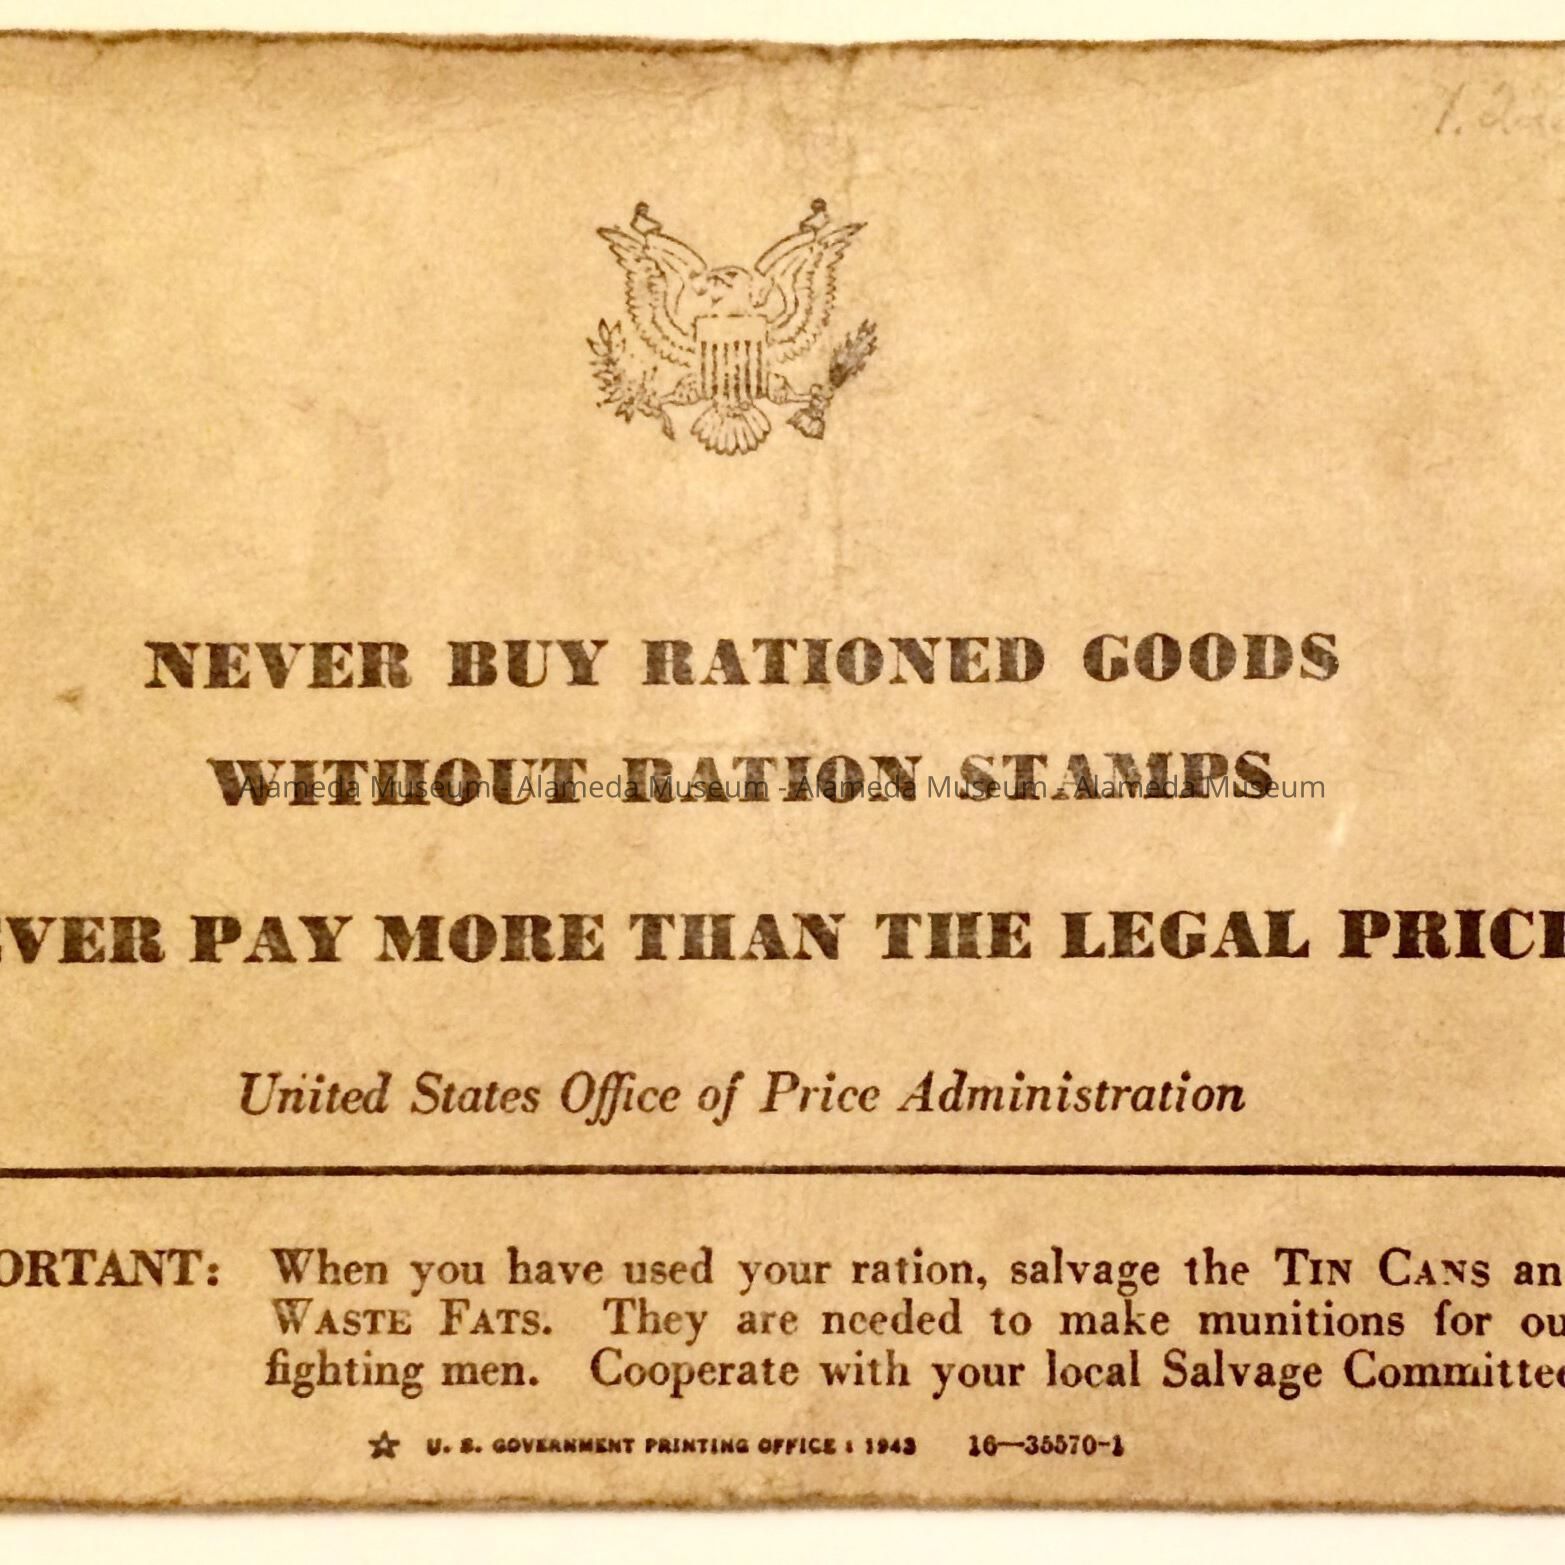 NEVER BUY RATIONED GOODS
WITHOUT RATION STAMPS
Alameda Museum - Alameda Museum - Alameda Museum - Alameda Museum
EVER PAY MORE THAN THE LEGAL PRICE
United States Office of Price Administration
ORTANT: When you have used your ration, salvage the TIN CANS an
WASTE FATS. They are needed to make munitions for ou
fighting men. Cooperate with your local Salvage Committee
☆ U. S. GOVERNMENT PRINTING OFFICE : 1943 16—35570-1